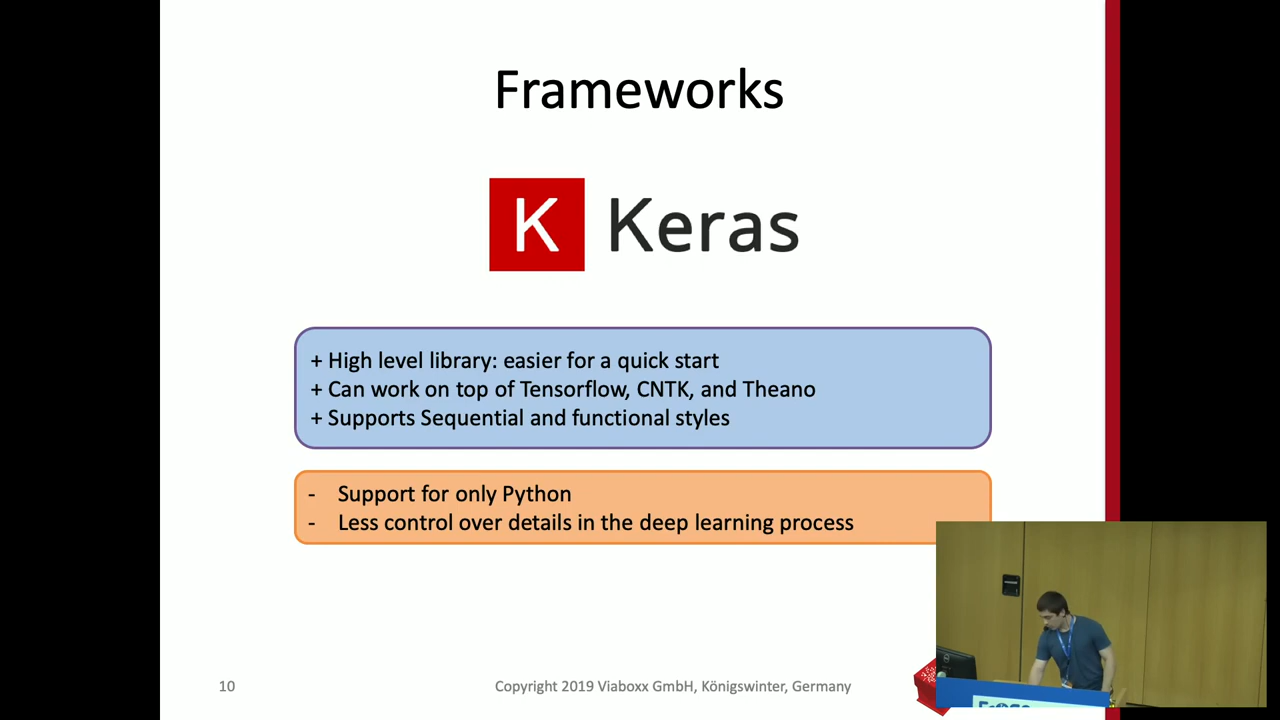 Frameworks
K Keras
+ High level library: easier for a quick start
+ Can work on top of Tensorflow, CNTK, and Theano
+ Supports Sequential and functional styles
- Support for only Python
- Less control over details in the deep learning process
10
Copyright 2019 Viaboxx GmbH, Königswinter, Germany